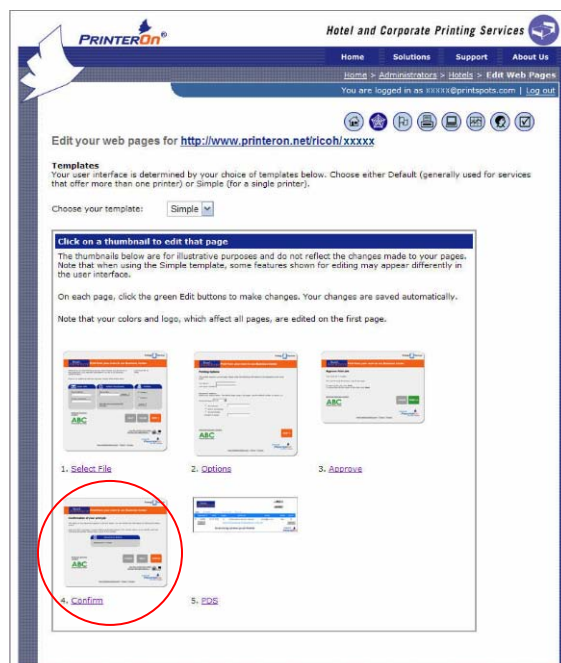 PRINTERON®
Hotel and Corporate Printing Services
Home Solutions Support About Us
Home > Administrators > Hotels > Edit Web Pages
You are logged in as xxxxx@printspots.com | Log out
Edit your web pages for http://www.printeron.net/ricoh/xxxxx
Templates
Your user interface is determined by your choice of templates below. Choose either Default (generally used for services
that offer more than one printer) or Simple (for a single printer).
Choose your template: Simple
Click on a thumbnail to edit that page
The thumbnails below are for illustrative purposes and do not reflect the changes made to your pages.
Note that when using the Simple template, some features shown for editing may appear differently in
the user interface.
On each page, click the green Edit buttons to make changes. Your changes are saved automatically.
Note that your colors and logo, which affect all pages, are edited on the first page.
ABC
ABC
ABC
1. Select File 2. Options 3. Approve
ABC
4. Confirm 5. PDS